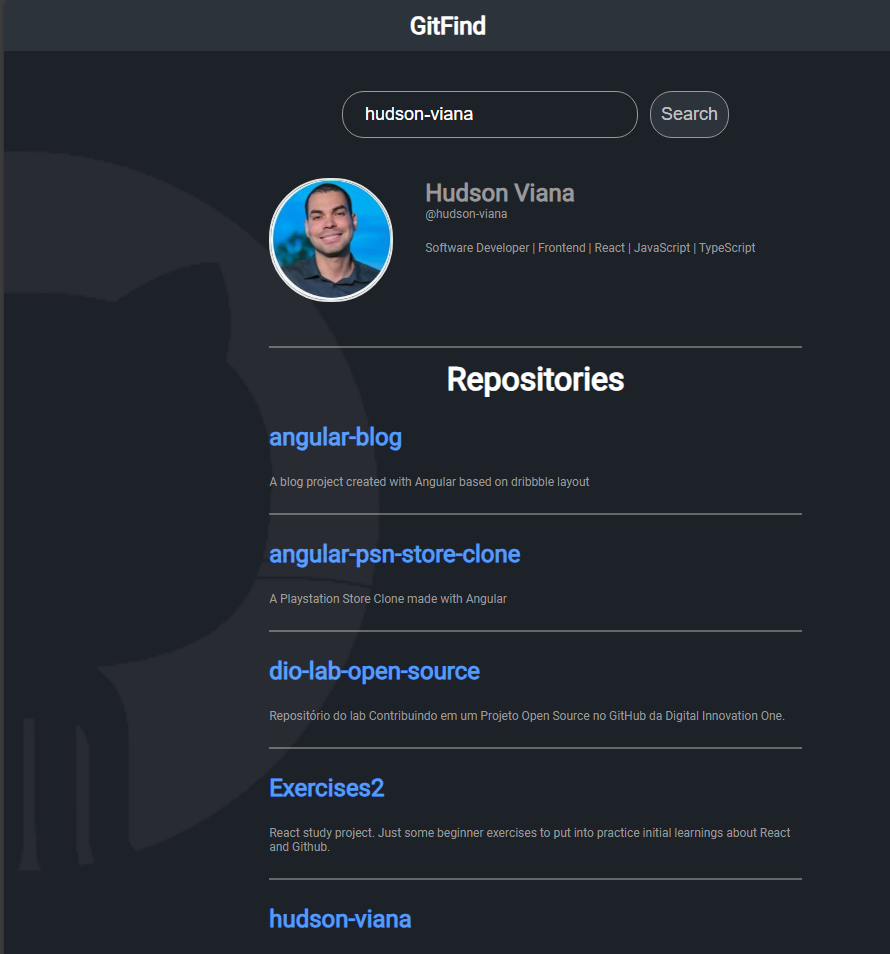 GitFind
hudson-viana
Search
Hudson Viana
@hudson-viana
Software Developer | Frontend | React | JavaScript | TypeScript
Repositories
angular-blog
A blog project created with Angular based on dribbble layout
angular-psn-store-clone
A Playstation Store Clone made with Angular
dio-lab-open-source
Repositório do lab Contribuindo em um Projeto Open Source no GitHub da Digital Innovation One.
Exercises2
React study project. Just some beginner exercises to put into practice initial learnings about React
and Github.
hudson-viana